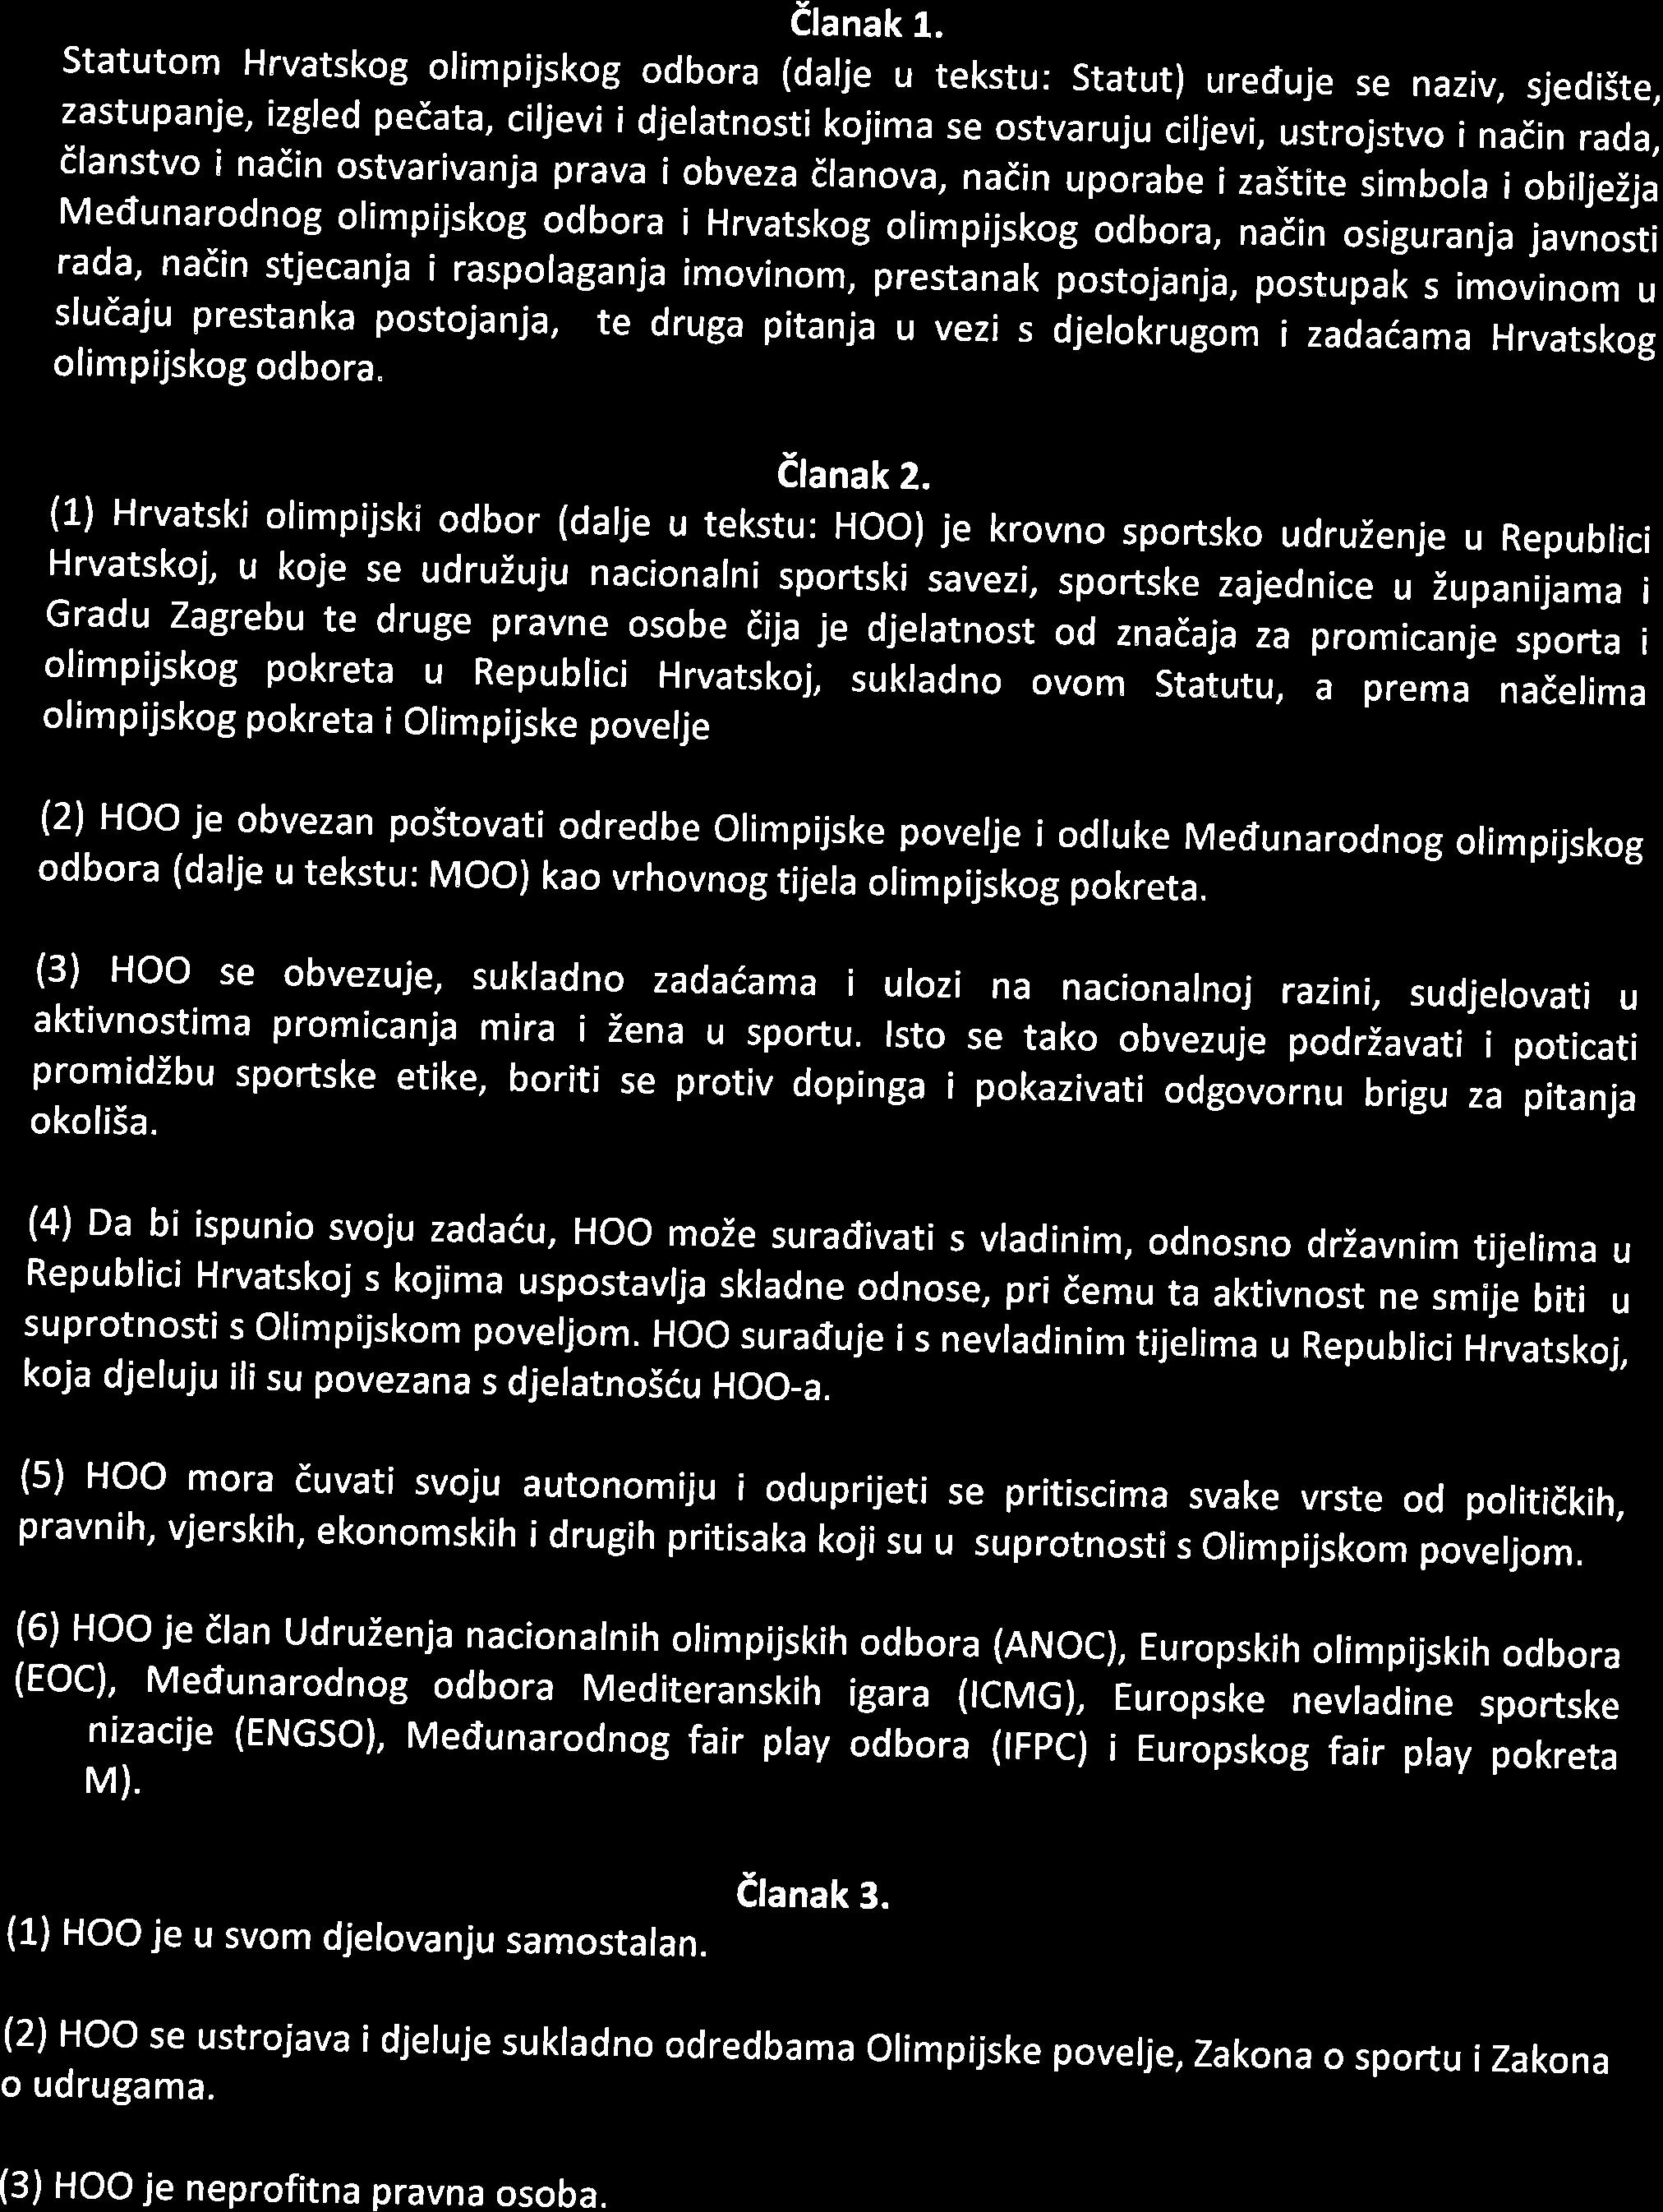 Članak 1.
Statutom Hrvatskog olimpijskog odbora (dalje u tekstu: Statut) uređuje se naziv, sjedište,
zastupanje, izgled pečata, ciljevi i djelatnosti kojima se ostvaruju ciljevi, ustrojstvo i način rada,
članstvo i način ostvarivanja prava i obveza članova, način uporabe i zaštite simbola i obilježja
Međunarodnog olimpijskog odbora i Hrvatskog olimpijskog odbora, način osiguranja javnosti
rada, način stjecanja i raspolaganja imovinom, prestanak postojanja, postupak s imovinom u
slučaju prestanka postojanja, te druga pitanja u vezi s djelokrugom i zadaćama Hrvatskog
olimpijskog odbora.
Članak 2.
(1) Hrvatski olimpijski odbor (dalje u tekstu: HOO) je krovno sportsko udruženje u Republici
Hrvatskoj, u koje se udružuju nacionalni sportski savezi, sportske zajednice u županijama i
Gradu Zagrebu te druge pravne osobe čija je djelatnost od značaja za promicanje sporta i
olimpijskog pokreta u Republici Hrvatskoj, sukladno ovom Statutu, a prema načelima
olimpijskog pokreta i Olimpijske povelje
(2) HOO je obvezan poštovati odredbe Olimpijske povelje i odluke Međunarodnog olimpijskog
odbora (dalje u tekstu: MOO) kao vrhovnog tijela olimpijskog pokreta.
(3) HOO se obvezuje, sukladno zadaćama i ulozi na nacionalnoj razini, sudjelovati u
aktivnostima promicanja mira i žena u sportu. Isto se tako obvezuje podržavati i poticati
promidžbu sportske etike, boriti se protiv dopinga i pokazivati odgovornu brigu za pitanja
okoliša.
(4) Da bi ispunio svoju zadaću, HOO može surađivati s vladinim, odnosno državnim tijelima u
Republici Hrvatskoj s kojima uspostavlja skladne odnose, pri čemu ta aktivnost ne smije biti u
suprotnosti s Olimpijskom poveljom. HOO surađuje i s nevladinim tijelima u Republici Hrvatskoj,
koja djeluju ili su povezana s djelatnošću HOO-a.
(5) HOO mora čuvati svoju autonomiju i oduprijeti se pritiscima svake vrste od političkih,
pravnih, vjerskih, ekonomskih i drugih pritisaka koji su u suprotnosti s Olimpijskom poveljom.
(6) HOO je član Udruženja nacionalnih olimpijskih odbora (ANOC), Europskih olimpijskih odbora
(EOC), Međunarodnog odbora Mediteranskih igara (ICMG), Europske nevladine sportske
nizacije (ENGSO), Međunarodnog fair play odbora (IFPC) i Europskog fair play pokreta
M).
Članak 3.
(1) HOO je u svom djelovanju samostalan.
(2) HOO se ustrojava i djeluje sukladno odredbama Olimpijske povelje, Zakona o sportu i Zakona
o udrugama.
(3) HOO je neprofitna pravna osoba.